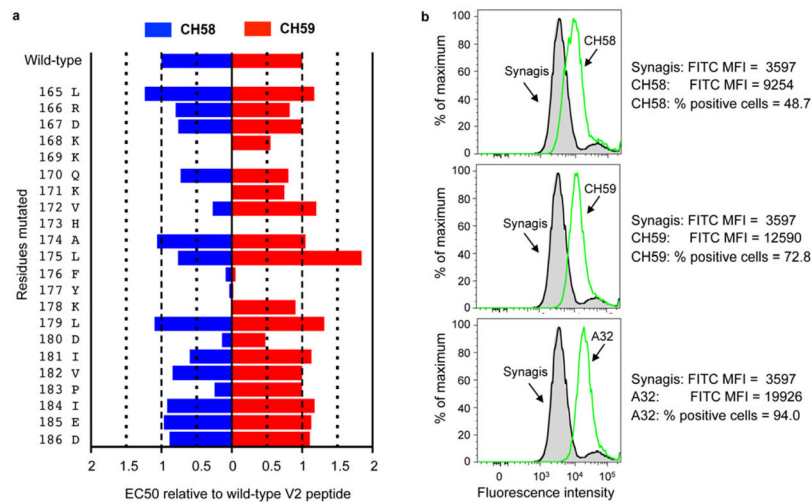 a
CH58 CH59
Wild-type
165 L
166 R
167 D
168 K
169 K
170 Q
171 K
172 V
173 H
174 A
175 L
176 F
177 Y
178 K
179 L
180 D
181 I
182 V
183 P
184 I
185 E
186 D
Residues mutated
2 1.5 1 0.5 0 0.5 1 1.5 2
EC50 relative to wild-type V2 peptide
b
% of maximum
100
80
60
40
20
0
Synagis
CH58
Synagis: FITC MFI = 3597
CH58: FITC MFI = 9254
CH58: % positive cells = 48.7
% of maximum
100
80
60
40
20
0
Synagis
CH59
Synagis: FITC MFI = 3597
CH59: FITC MFI = 12590
CH59: % positive cells = 72.8
% of maximum
100
80
60
40
20
0
Synagis
A32
Synagis: FITC MFI = 3597
A32: FITC MFI = 19926
A32: % positive cells = 94.0
0 10³ 10⁴ 10⁵
Fluorescence intensity